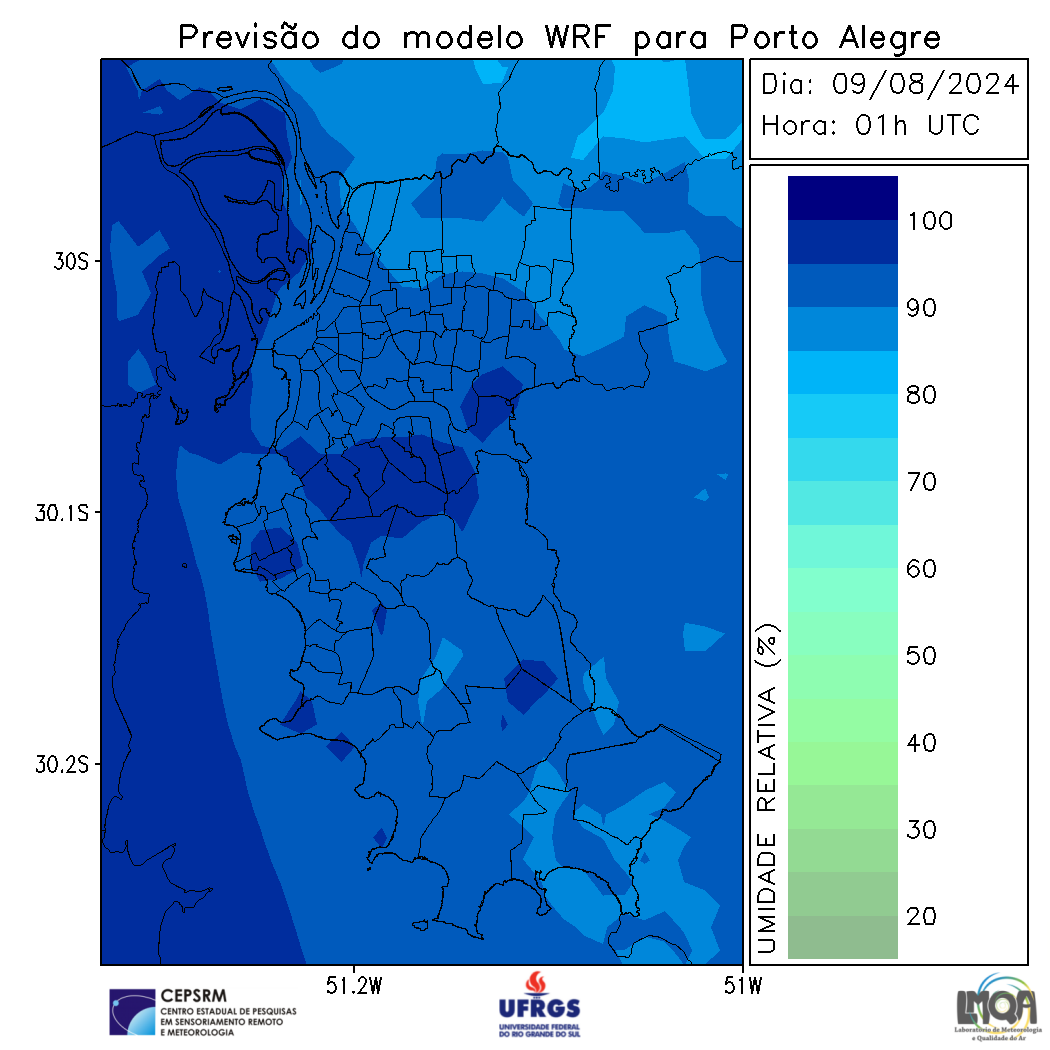 Previsão do modelo WRF para Porto Alegre
Dia: 09/08/2024
Hora: 01h UTC
30S
30.1S
30.2S
51.2W
51W
100
90
80
70
60
50
40
30
20
UMIDADE RELATIVA (%)
CEPSRM
CENTRO ESTADUAL DE PESQUISAS
EM SENSORIAMENTO REMOTO
E METEOROLOGIA
UFRGS
UNIVERSIDADE FEDERAL
DO RIO GRANDE DO SUL
LMQA
Laboratório de Meteorologia
e Qualidade do Ar